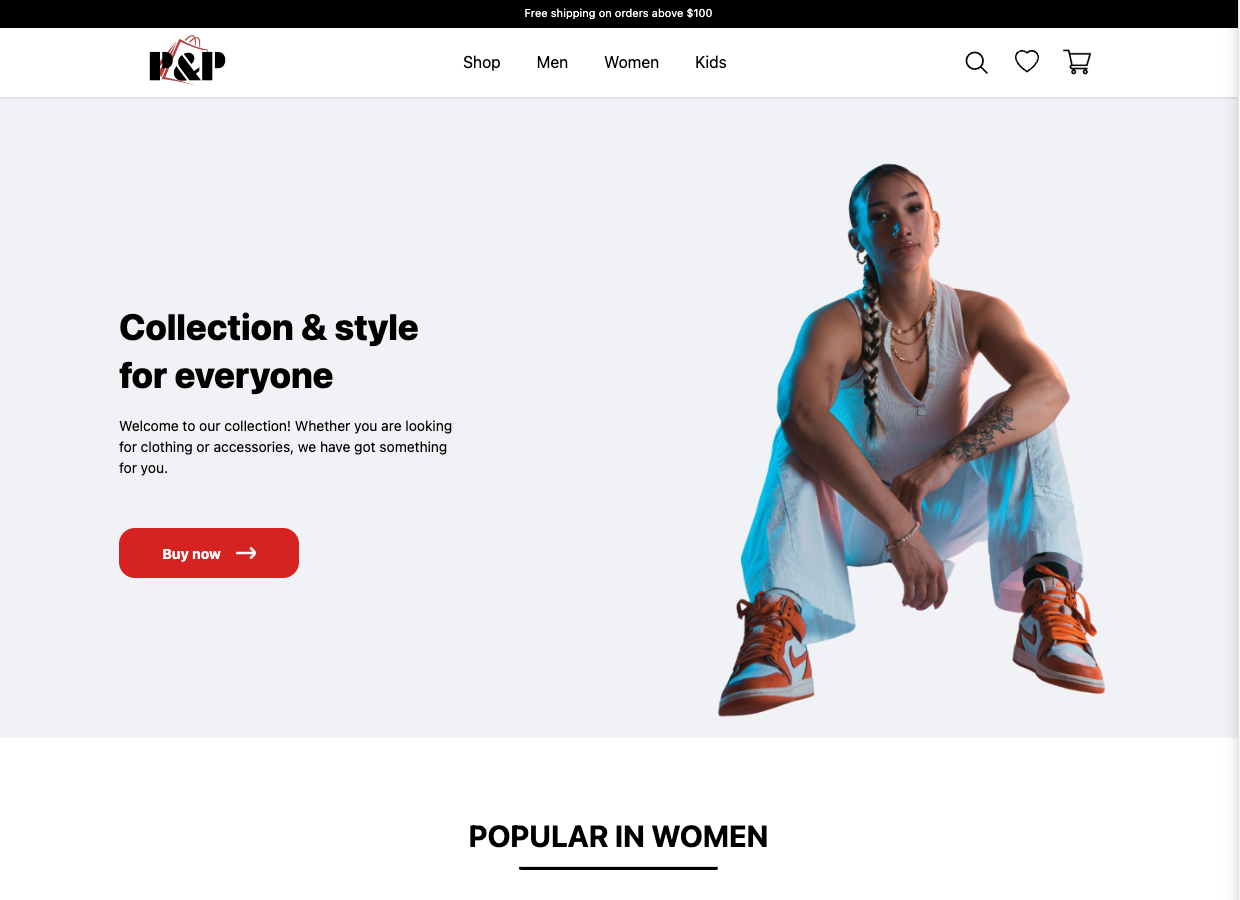 Free shipping on orders above $100
P&P
Shop
Men
Women
Kids
Collection & style
for everyone
Welcome to our collection! Whether you are looking
for clothing or accessories, we have got something
for you.
Buy now
POPULAR IN WOMEN